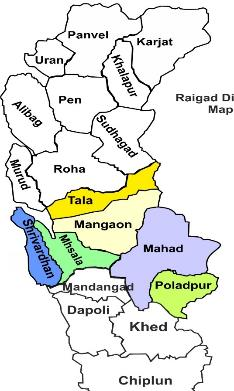 Panvel
Karjat
Uran
Khalapur
Pen
Raigad Di
Map
Alibag
Sudhagad
Murud
Roha
Tala
Mangaon
Shrivardhan
Mhsala
Mahad
Poladpur
Mandangad
Dapoli
Khed
Chiplun